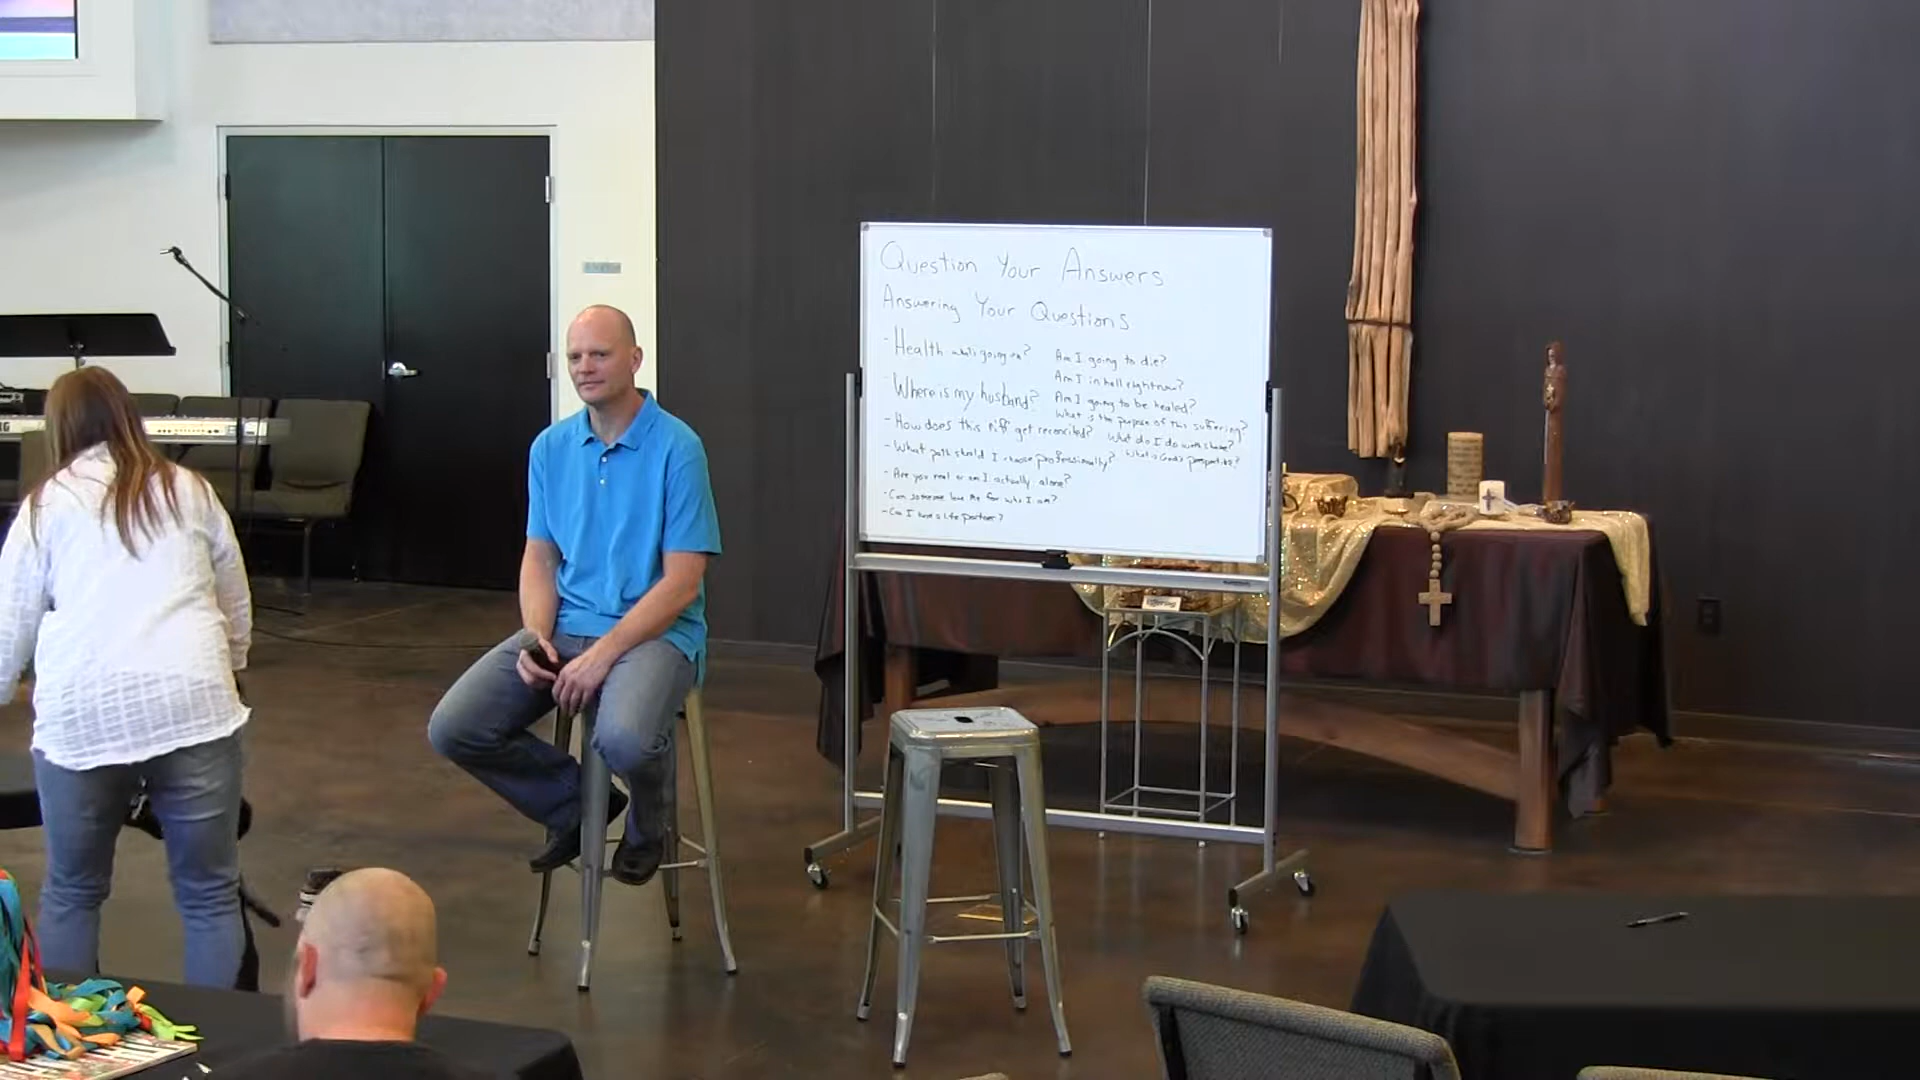 Question Your Answers
Answering Your Questions
- Health what's going on?
- Where is my husband?
- How does this rift get reconciled?
- What path should I choose professionally?
- Are you real or am I actually alone?
- Can someone love me for who I am?
- Can I have a life partner?
Am I going to die?
Am I in hell right now?
Am I going to be healed?
What is the purpose of this suffering?
What do I do with
What is God's perspective?